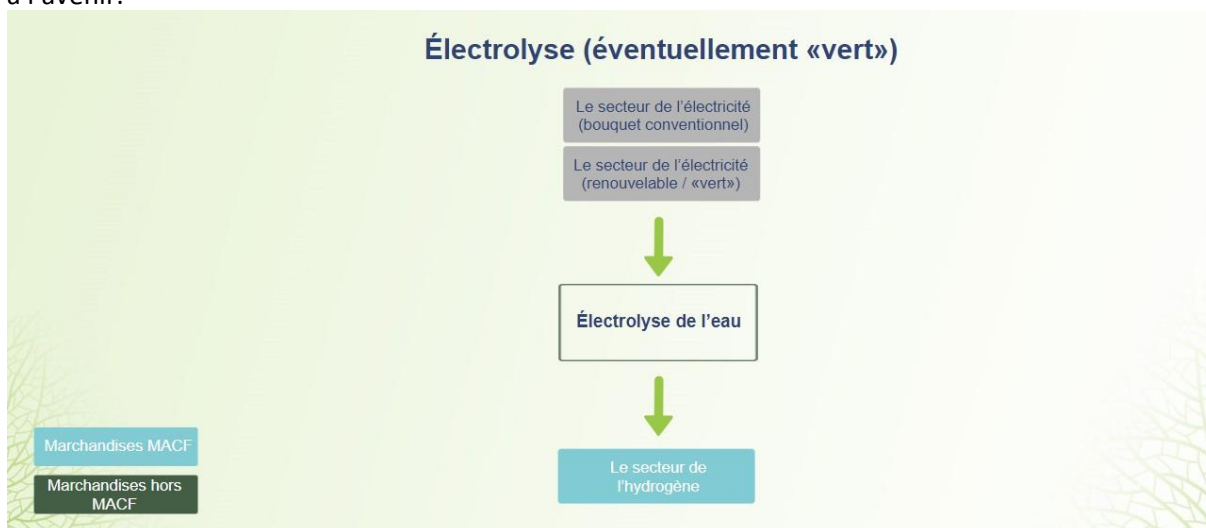 à l'avenir.
Électrolyse (éventuellement «vert»)
Le secteur de l'électricité
(bouquet conventionnel)
Le secteur de l'électricité
(renouvelable / «vert»)
Électrolyse de l'eau
Marchandises MACF
Le secteur de
l'hydrogène
Marchandises hors
MACF